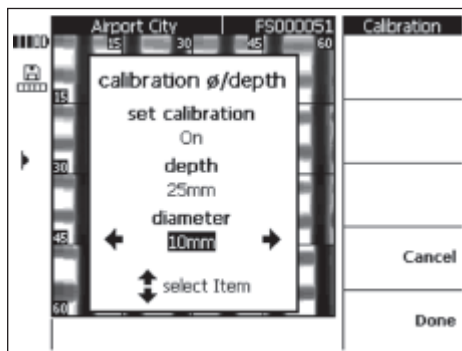 Airport City FS000051 Calibration
15 30 45 60
calibration ø/depth
15
set calibration
On
depth
30
25mm
diameter
45
10mm
select Item
Cancel
60
Done